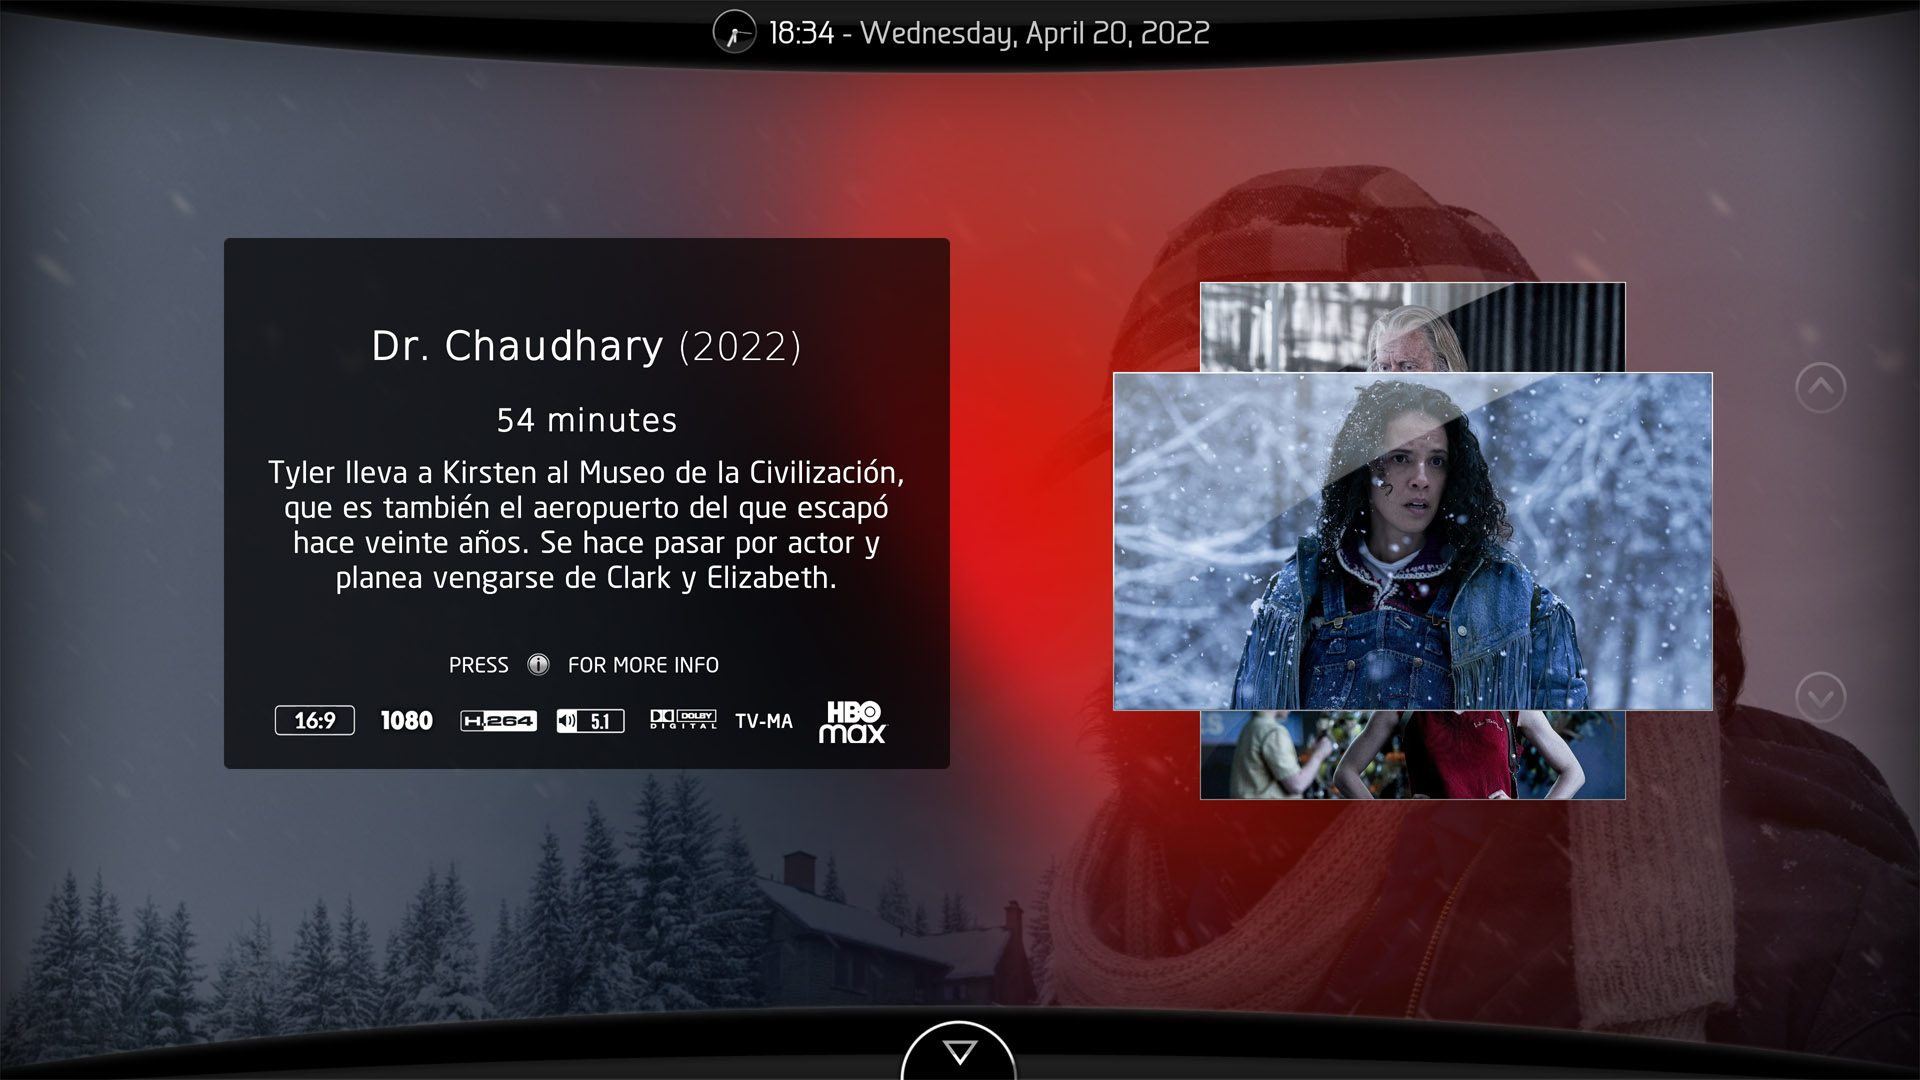 18:34 - Wednesday, April 20, 2022
Dr. Chaudhary (2022)
54 minutes
Tyler lleva a Kirsten al Museo de la Civilización,
que es también el aeropuerto del que escapó
hace veinte años. Se hace pasar por actor y
planea vengarse de Clark y Elizabeth.
PRESS i FOR MORE INFO
16:9 1080 H.264 5.1 DOLBY DIGITAL TV-MA HBO max